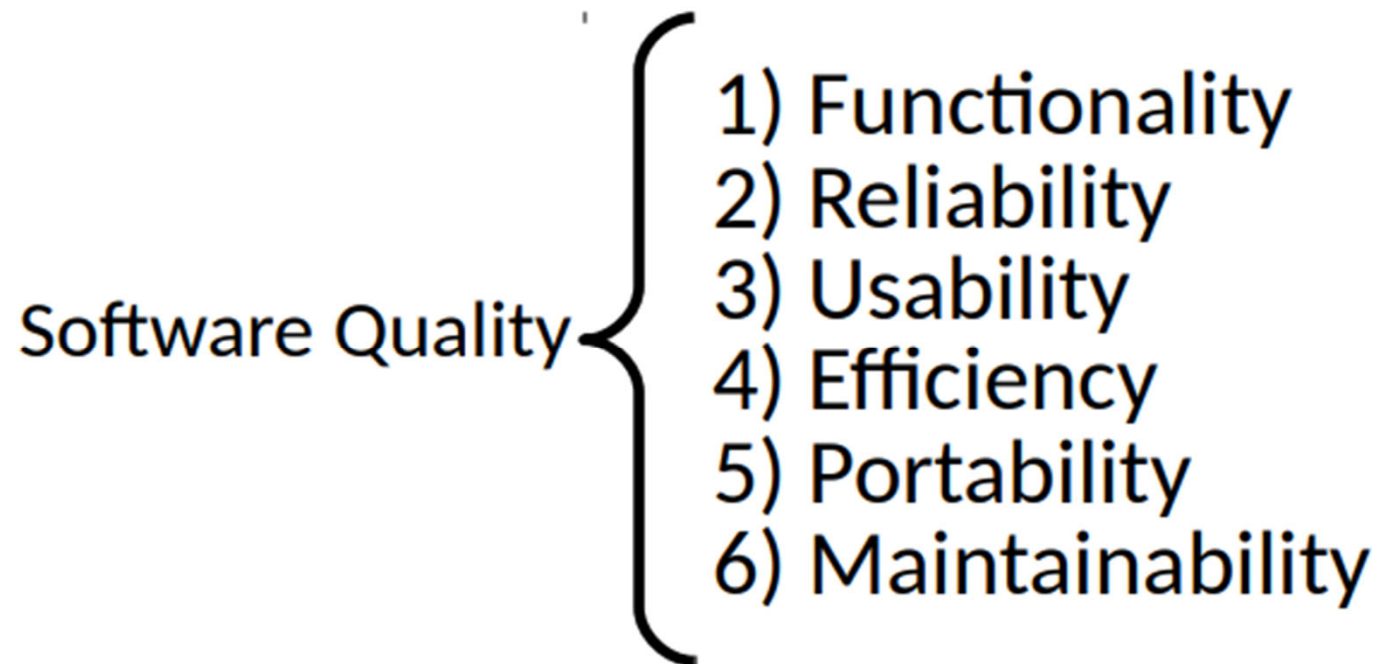 Software Quality
1) Functionality
2) Reliability
3) Usability
4) Efficiency
5) Portability
6) Maintainability